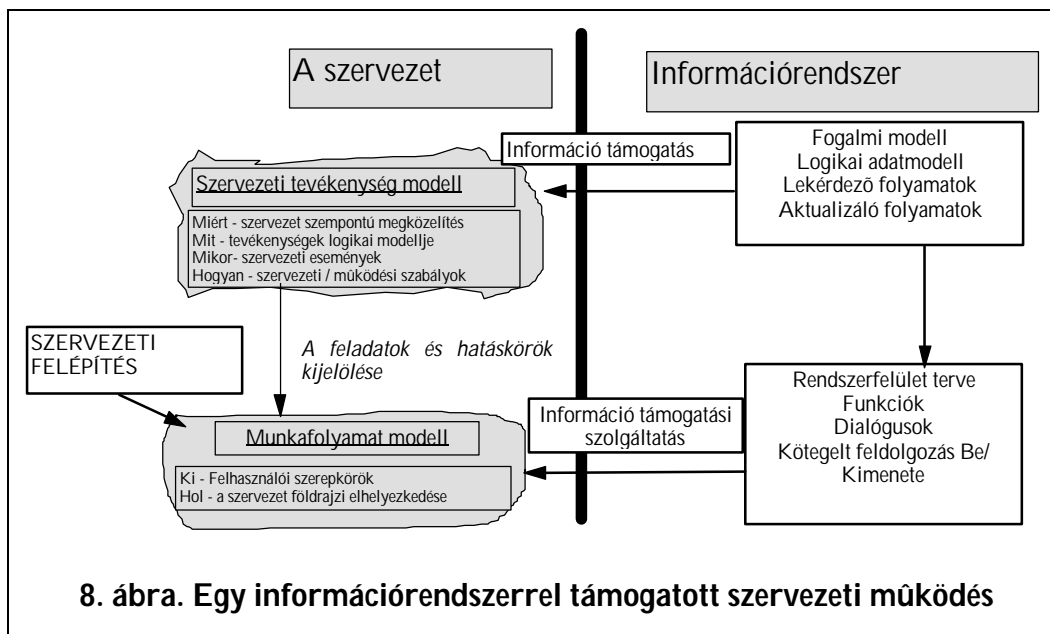 A szervezet
Információrendszer
Információ támogatás
Fogalmi modell
Logikai adatmodell
Lekérdezõ folyamatok
Aktualizáló folyamatok
Szervezeti tevékenység modell
Miért - szervezet szempontú megközelítés
Mit - tevékenységek logikai modellje
Mikor- szervezeti események
Hogyan - szervezeti / mûködési szabályok
SZERVEZETI
FELÉPÍTÉS
A feladatok és hatáskörök
kijelölése
Rendszerfelület terve
Funkciók
Dialógusok
Kötegelt feldolgozás Be/
Kimenete
Információ támogatási
szolgáltatás
Munkafolyamat modell
Ki - Felhasználói szerepkörök
Hol - a szervezet földrajzi elhelyezkedése
8. ábra. Egy információrendszerrel támogatott szervezeti mûködés